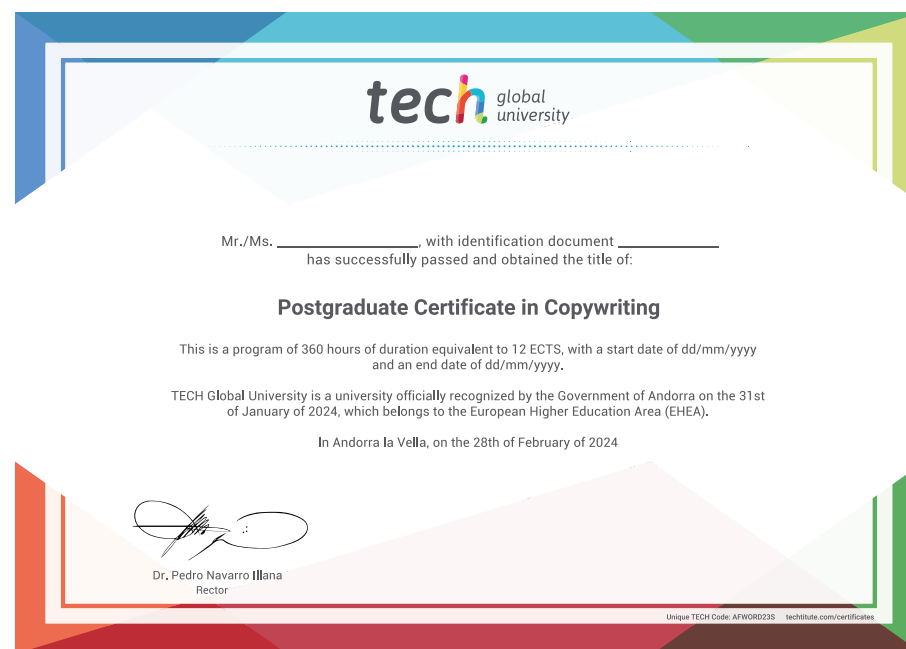 tech global
university
Mr./Ms. ____________________, with identification document ______________
has successfully passed and obtained the title of:
Postgraduate Certificate in Copywriting
This is a program of 360 hours of duration equivalent to 12 ECTS, with a start date of dd/mm/yyyy
and an end date of dd/mm/yyyy.
TECH Global University is a university officially recognized by the Government of Andorra on the 31st
of January of 2024, which belongs to the European Higher Education Area (EHEA).
In Andorra la Vella, on the 28th of February of 2024
Dr. Pedro Navarro Illana
Rector
Unique TECH Code: AFWORD23S techtitute.com/certificates